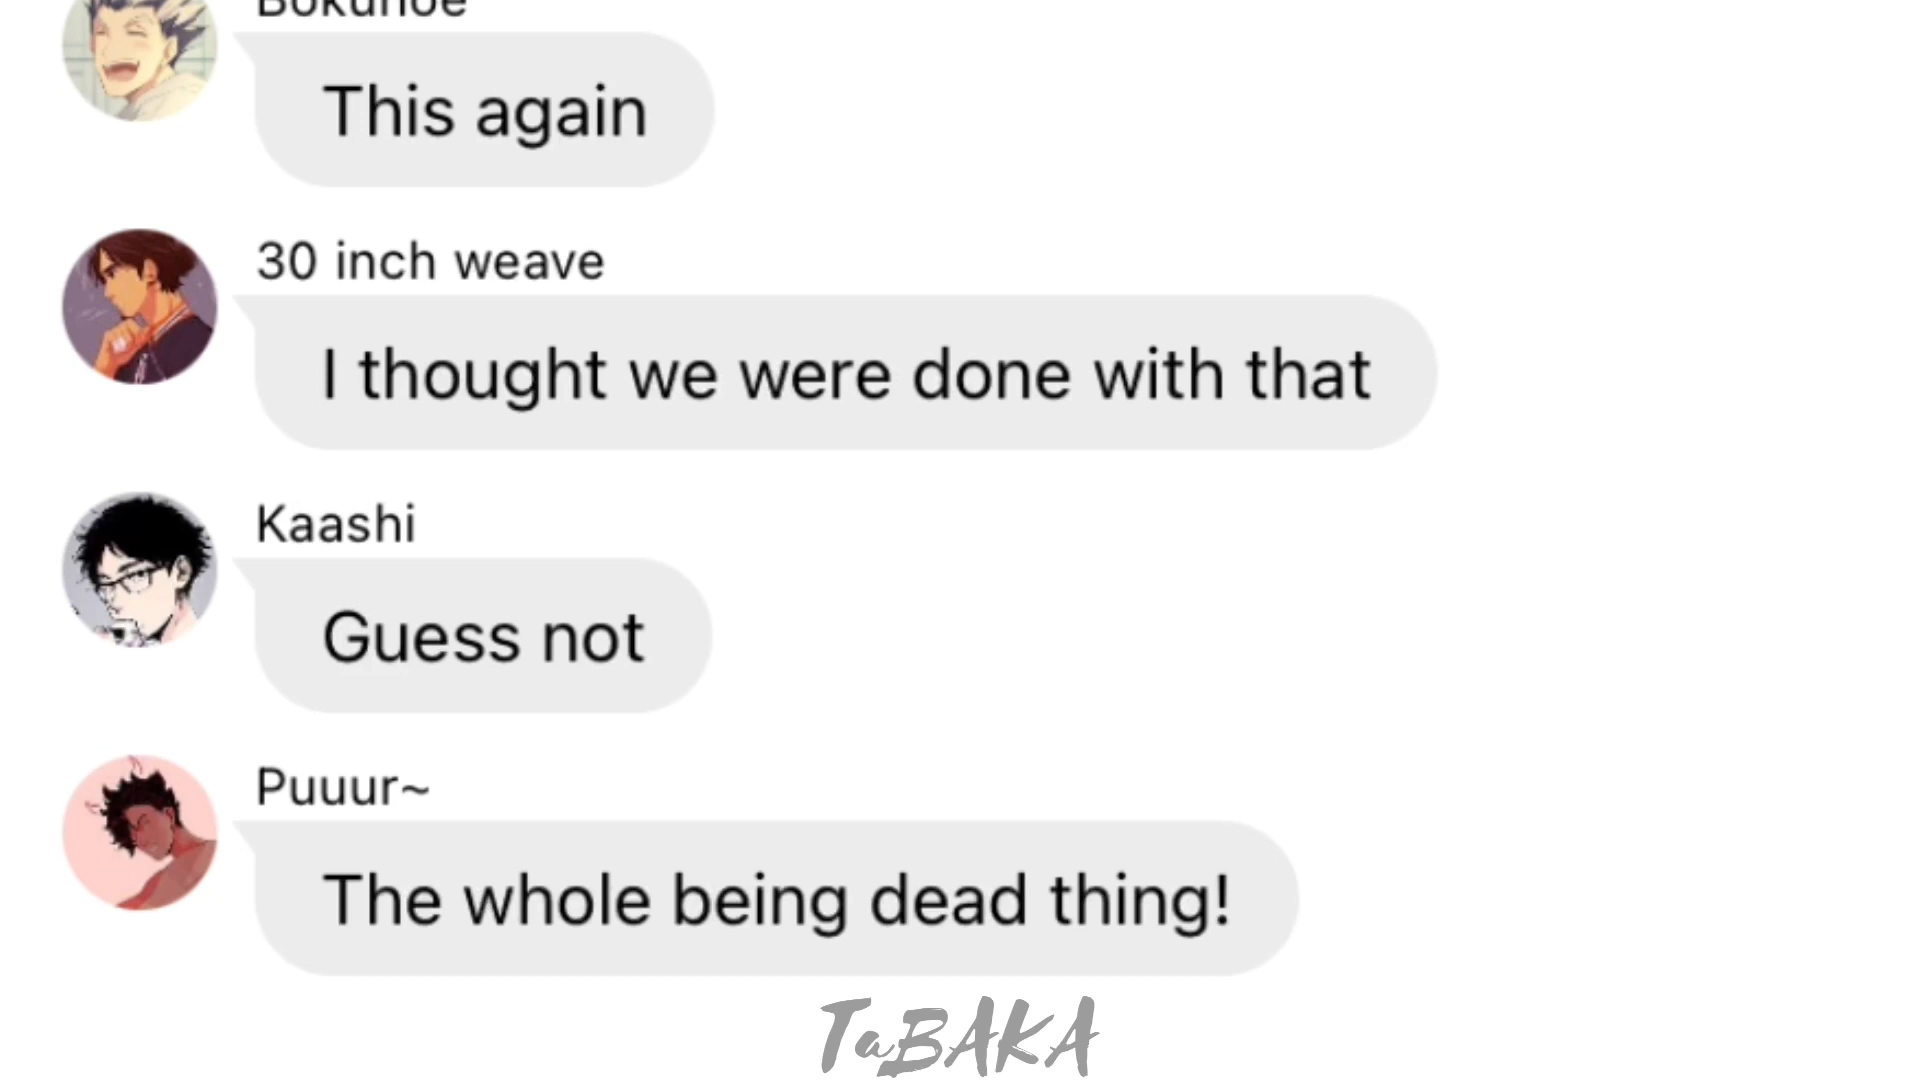 Bokuhoe
This again
30 inch weave
I thought we were done with that
Kaashi
Guess not
Puuur~
The whole being dead thing!
TaBAKA